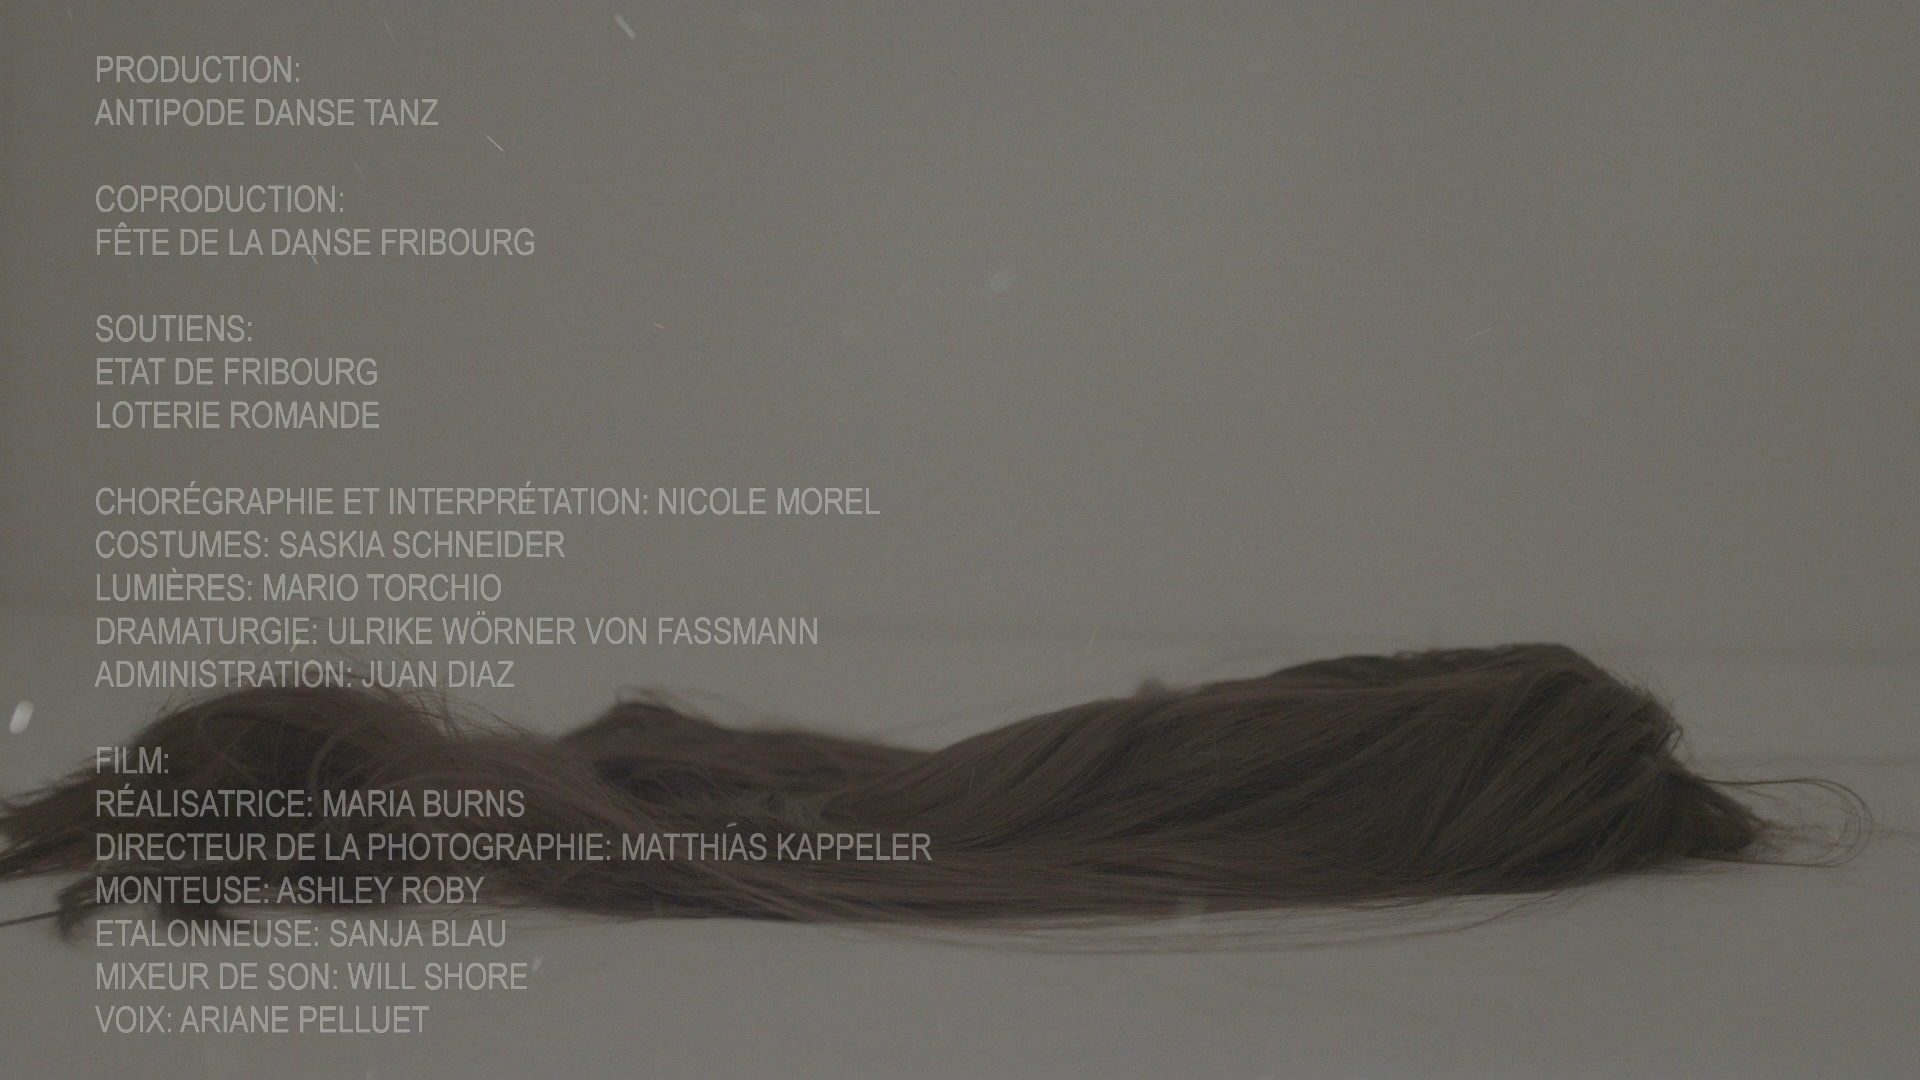 PRODUCTION:
ANTIPODE DANSE TANZ
COPRODUCTION:
FÊTE DE LA DANSE FRIBOURG
SOUTIENS:
ETAT DE FRIBOURG
LOTERIE ROMANDE
CHORÉGRAPHIE ET INTERPRÉTATION: NICOLE MOREL
COSTUMES: SASKIA SCHNEIDER
LUMIÈRES: MARIO TORCHIO
DRAMATURGIE: ULRIKE WÖRNER VON FASSMANN
ADMINISTRATION: JUAN DIAZ
FILM:
RÉALISATRICE: MARIA BURNS
DIRECTEUR DE LA PHOTOGRAPHIE: MATTHIAS KAPPELER
MONTEUSE: ASHLEY ROBY
ETALONNEUSE: SANJA BLAU
MIXEUR DE SON: WILL SHORE
VOIX: ARIANE PELLUET